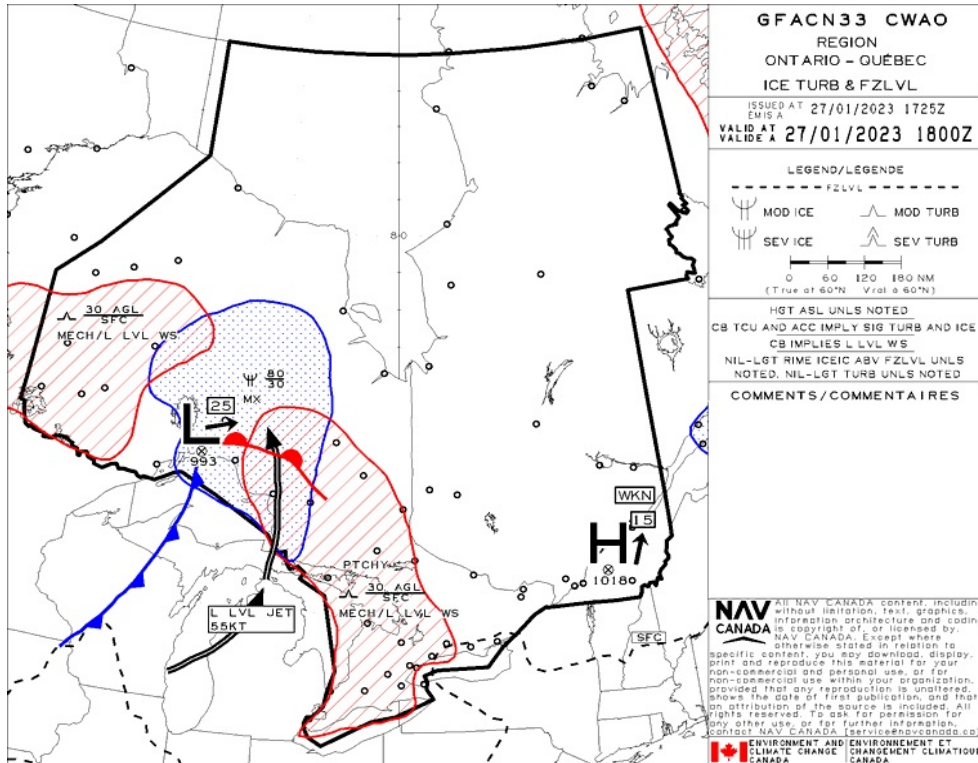 GFACN33 CWAO
REGION
ONTARIO - QUÉBEC
ICE TURB & FZLVL
ISSUED AT
ÉMIS À
27/01/2023 1725Z
VALID AT
VALIDE À
27/01/2023 1800Z
LEGEND/LÉGENDE
FZLVL
MOD ICE
MOD TURB
SEV ICE
SEV TURB
0 60 120 180 NM
(True at 60°N Vrai à 60°N)
HGT ASL UNLS NOTED
CB TCU AND ACC IMPLY SIG TURB AND ICE
CB IMPLIES L LVL WS
NIL-LGT RIME ICEIC ABV FZLVL UNLS
NOTED. NIL-LGT TURB UNLS NOTED
COMMENTS/COMMENTAIRES
80
30 AGL
SFC
MECH/L LVL WS
80
30
MX
25
L
993
WKN
15
H
1018
PTCHY
30 AGL
SFC
MECH/L LVL WS
L LVL JET
55KT
SFC
NAV
CANADA
All NAV CANADA content, including
without limitation, text, graphics,
information architecture and coding
is copyright of, or licensed by,
NAV CANADA. Except where
otherwise stated in relation to
specific content, you may download, display,
print and reproduce this material for your
non-commercial and personal use, or for
non-commercial use within your organization,
provided that any reproduction is unaltered,
shows the date of first publication, and that
an attribution of the source is included. All
rights reserved. To ask for permission for
any other use, or for further information,
contact NAV CANADA [service@navcanada.ca]
ENVIRONMENT AND
CLIMATE CHANGE
CANADA
ENVIRONNEMENT ET
CHANGEMENT CLIMATIQUE
CANADA